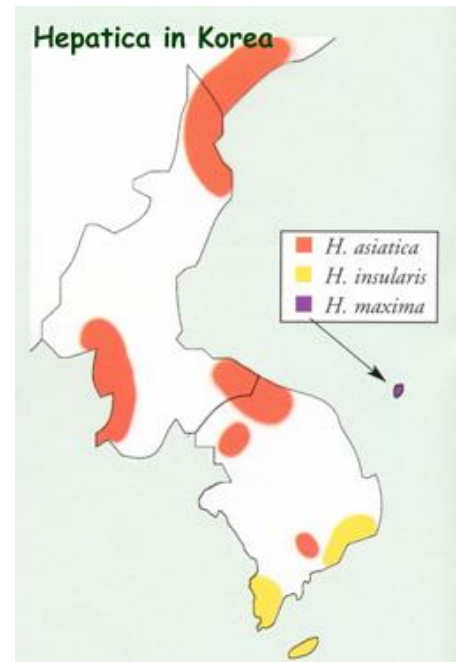 Hepatica in Korea
H. asiatica
H. insularis
H. maxima